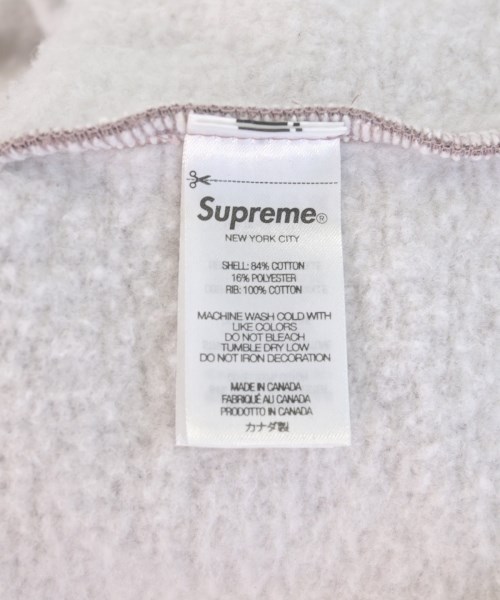 Supreme®
NEW YORK CITY
SHELL: 84% COTTON
16% POLYESTER
RIB: 100% COTTON
MACHINE WASH COLD WITH
LIKE COLORS
DO NOT BLEACH
TUMBLE DRY LOW
DO NOT IRON DECORATION
MADE IN CANADA
FABRIQUÉ AU CANADA
PRODOTTO IN CANADA
カナダ製